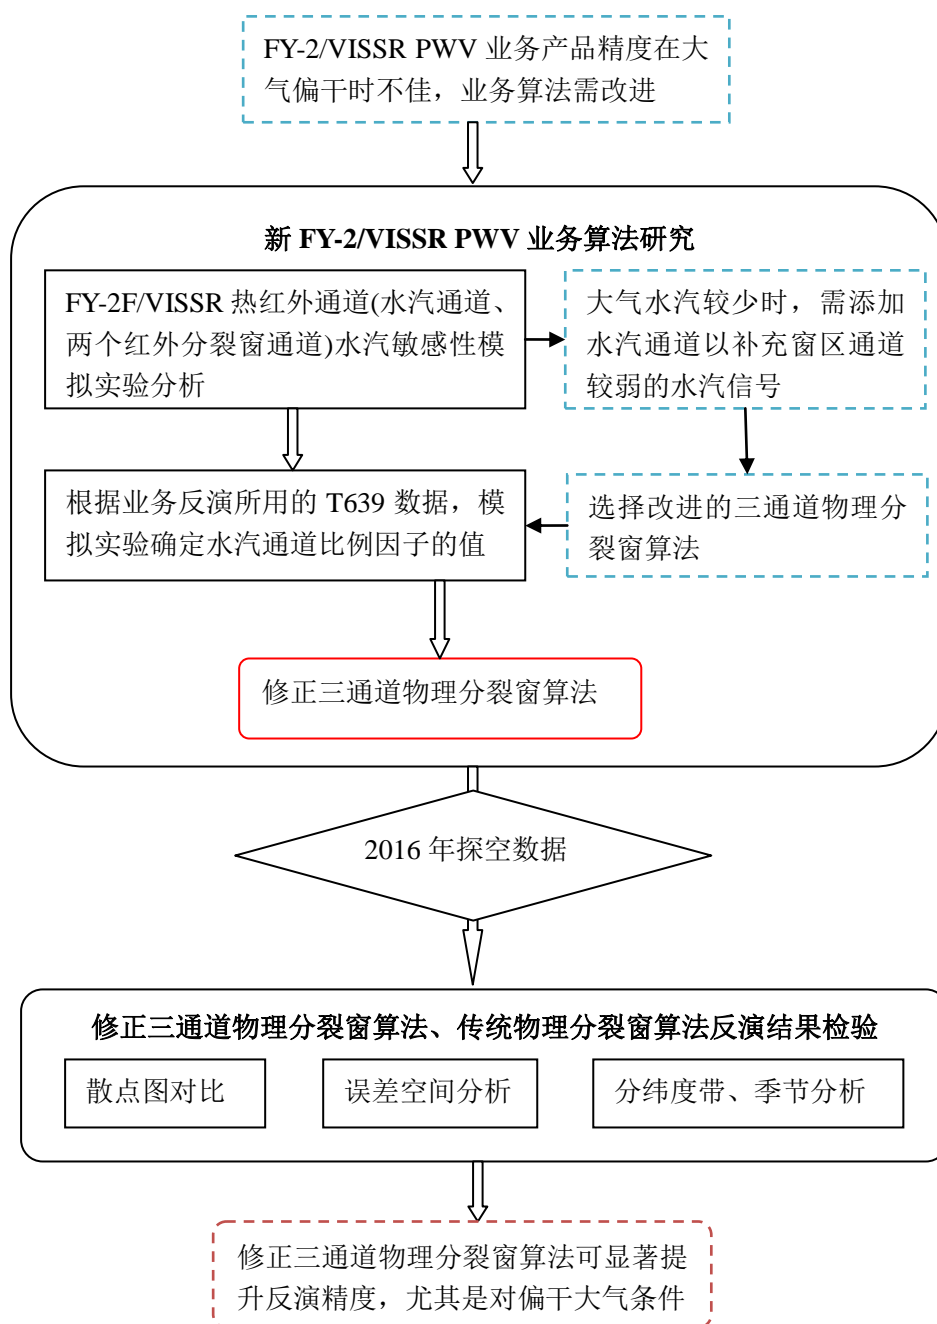 FY-2/VISSR PWV 业务产品精度在大
气偏干时不佳，业务算法需改进
新 FY-2/VISSR PWV 业务算法研究
FY-2F/VISSR 热红外通道(水汽通道、
两个红外分裂窗通道)水汽敏感性模
拟实验分析
大气水汽较少时，需添加
水汽通道以补充窗区通道
较弱的水汽信号
根据业务反演所用的 T639 数据，模
拟实验确定水汽通道比例因子的值
选择改进的三通道物理分
裂窗算法
修正三通道物理分裂窗算法
2016 年探空数据
修正三通道物理分裂窗算法、传统物理分裂窗算法反演结果检验
散点图对比
误差空间分析
分纬度带、季节分析
修正三通道物理分裂窗算法可显著提
升反演精度，尤其是对偏干大气条件